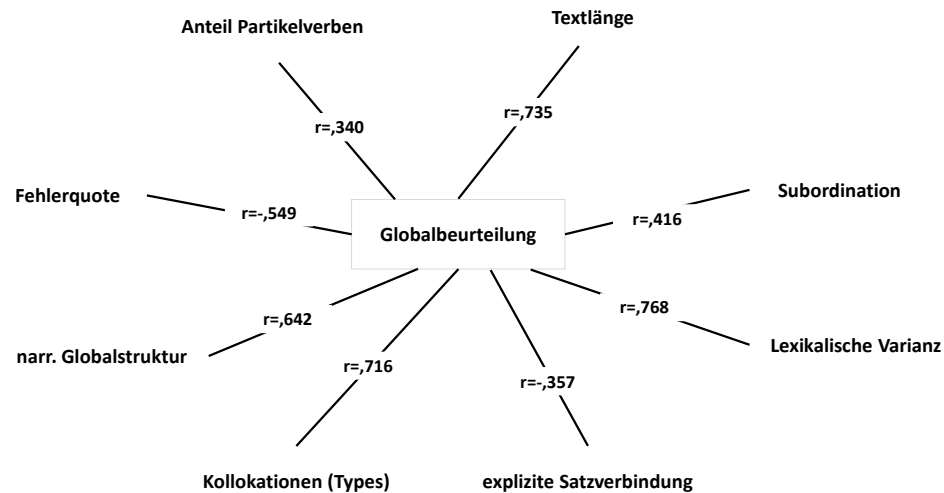 Anteil Partikelverben
Textlänge
r=,340
r=,735
Fehlerquote
Subordination
r=-,549
r=,416
Globalbeurteilung
r=,642
r=,768
narr. Globalstruktur
Lexikalische Varianz
r=,716
r=-,357
Kollokationen (Types)
explizite Satzverbindung